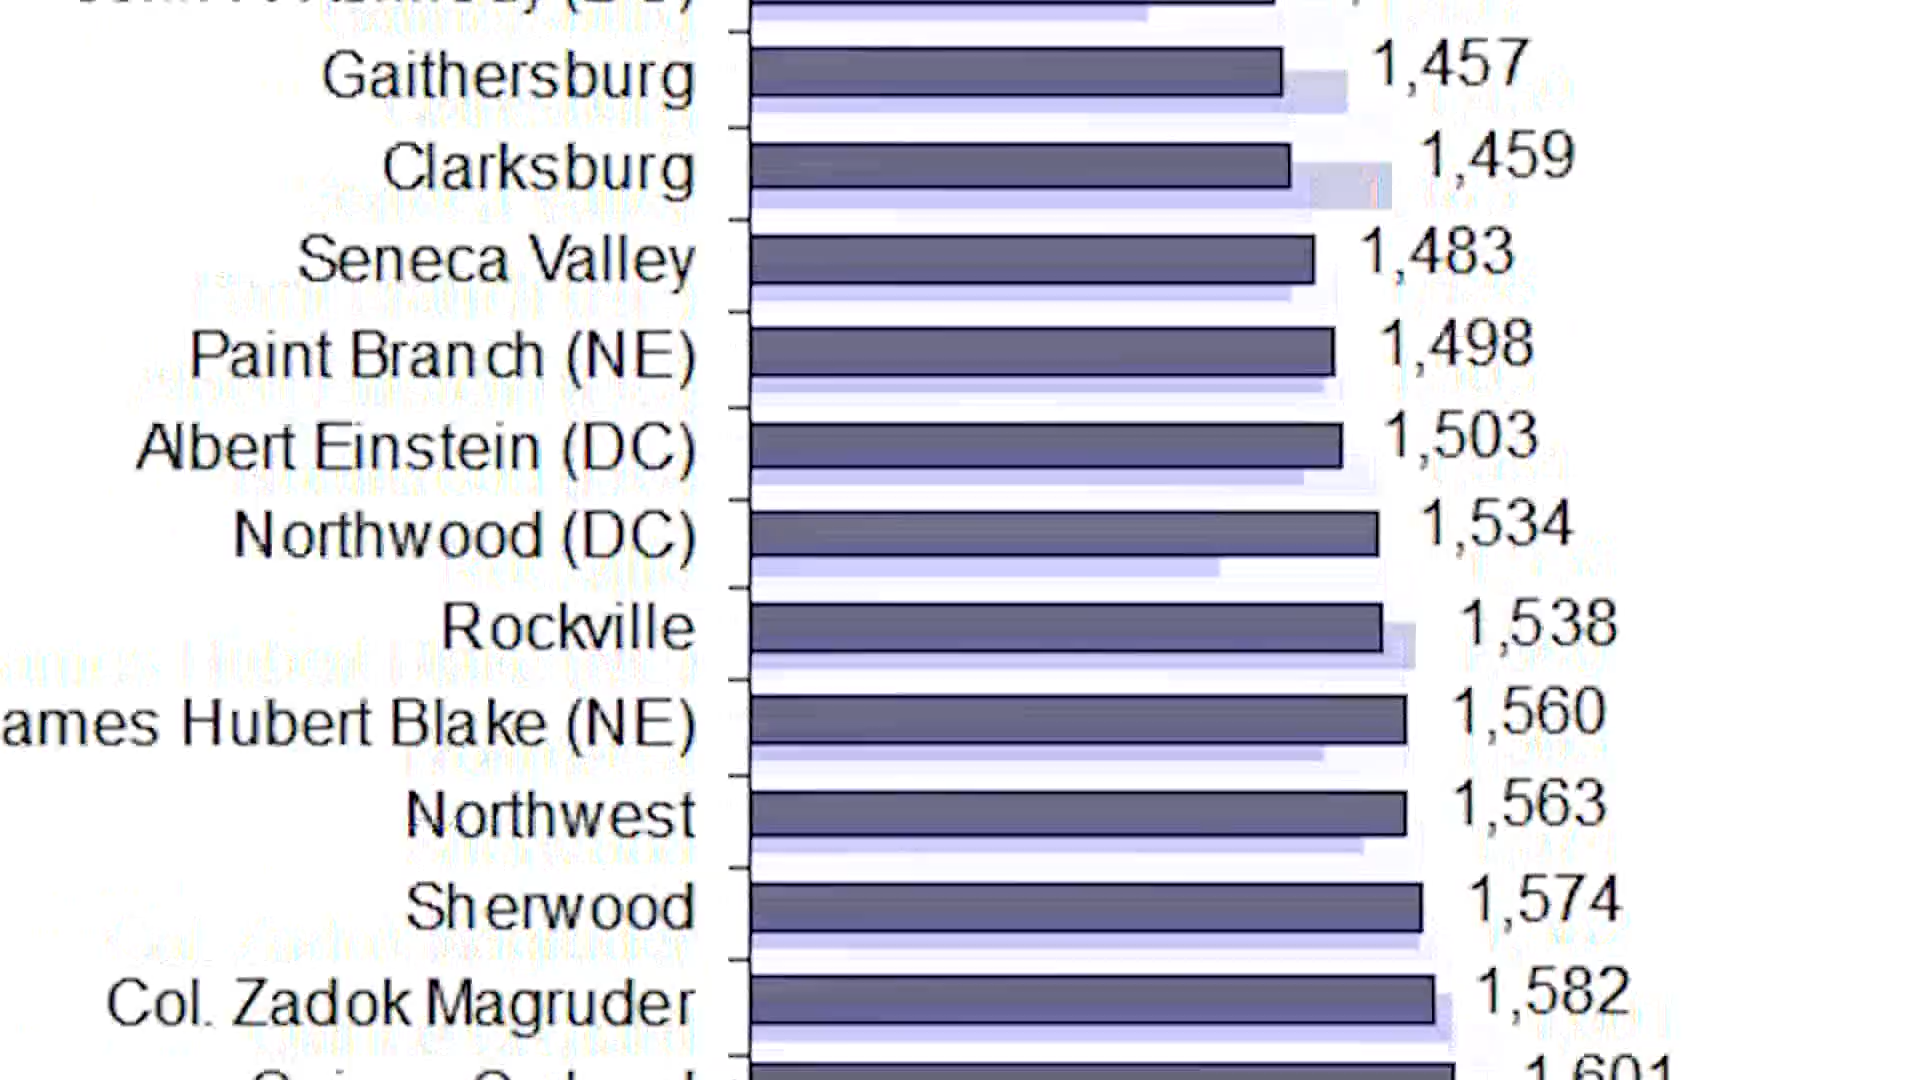 Gaithersburg 1,457
Clarksburg 1,459
Seneca Valley 1,483
Paint Branch (NE) 1,498
Albert Einstein (DC) 1,503
Northwood (DC) 1,534
Rockville 1,538
ames Hubert Blake (NE) 1,560
Northwest 1,563
Sherwood 1,574
Col. Zadok Magruder 1,582
1,601